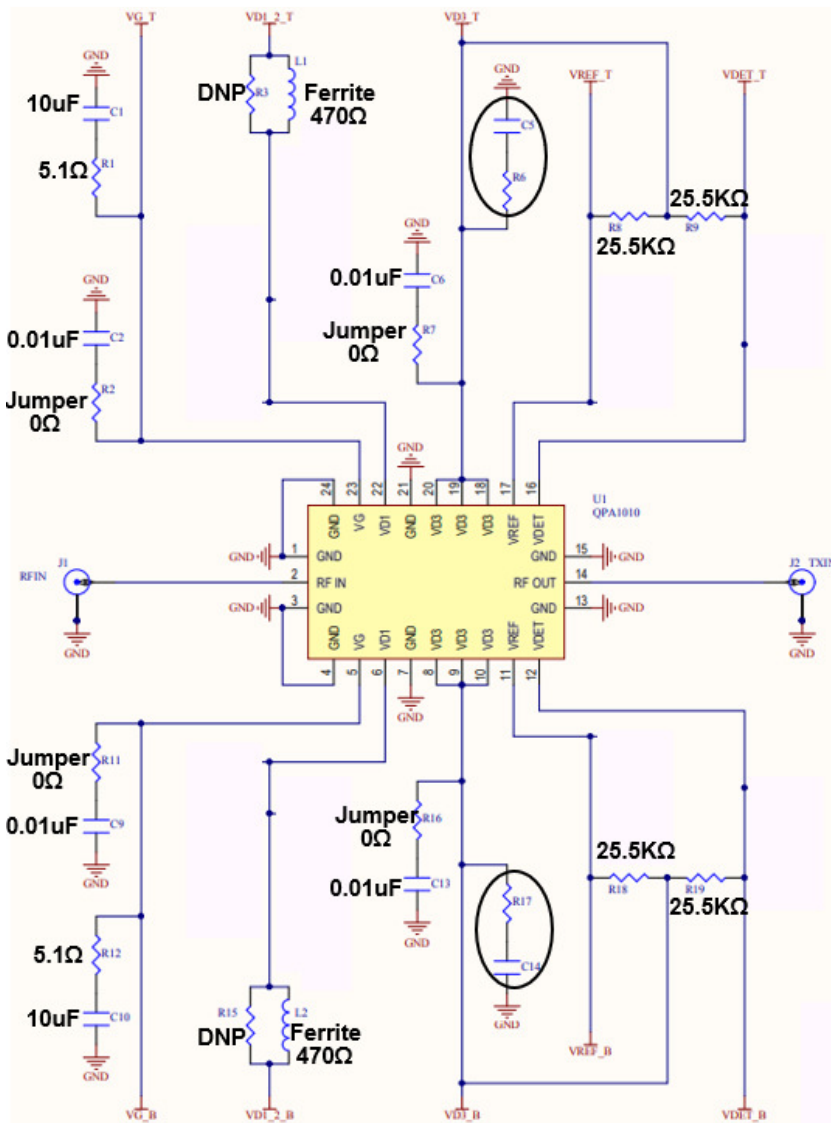 VG_T
VD1_2_T
VD3_T
GND
L1
GND
VREF_T
VDET_T
DNP
R3
Ferrite
470Ω
10uF
C1
C5
5.1Ω
R1
R6
25.5KΩ
R8
R9
25.5KΩ
GND
GND
0.01uF
C6
0.01uF
C2
Jumper
0Ω
R7
Jumper
0Ω
R2
GND
24
23
22
21
20
19
18
17
16
U1
QPA1010
GND
VG
VD1
GND
VD3
VD3
VD3
VREF
VDET
GND
1
GND
GND
15
GND
RFIN
J1
2
RF IN
RF OUT
14
J2
TXIN
GND
3
GND
GND
13
GND
GND
VG
VD1
GND
VD3
VD3
VD3
VREF
VDET
4
5
6
7
8
9
10
11
12
GND
GND
GND
Jumper
0Ω
R11
0.01uF
C9
GND
Jumper
0Ω
R16
0.01uF
C13
GND
25.5KΩ
R18
R19
25.5KΩ
R17
C14
GND
5.1Ω
R12
10uF
C10
GND
R15
L2
DNP
Ferrite
470Ω
VREF_B
VG_B
VD1_2_B
VD3_B
VDET_B